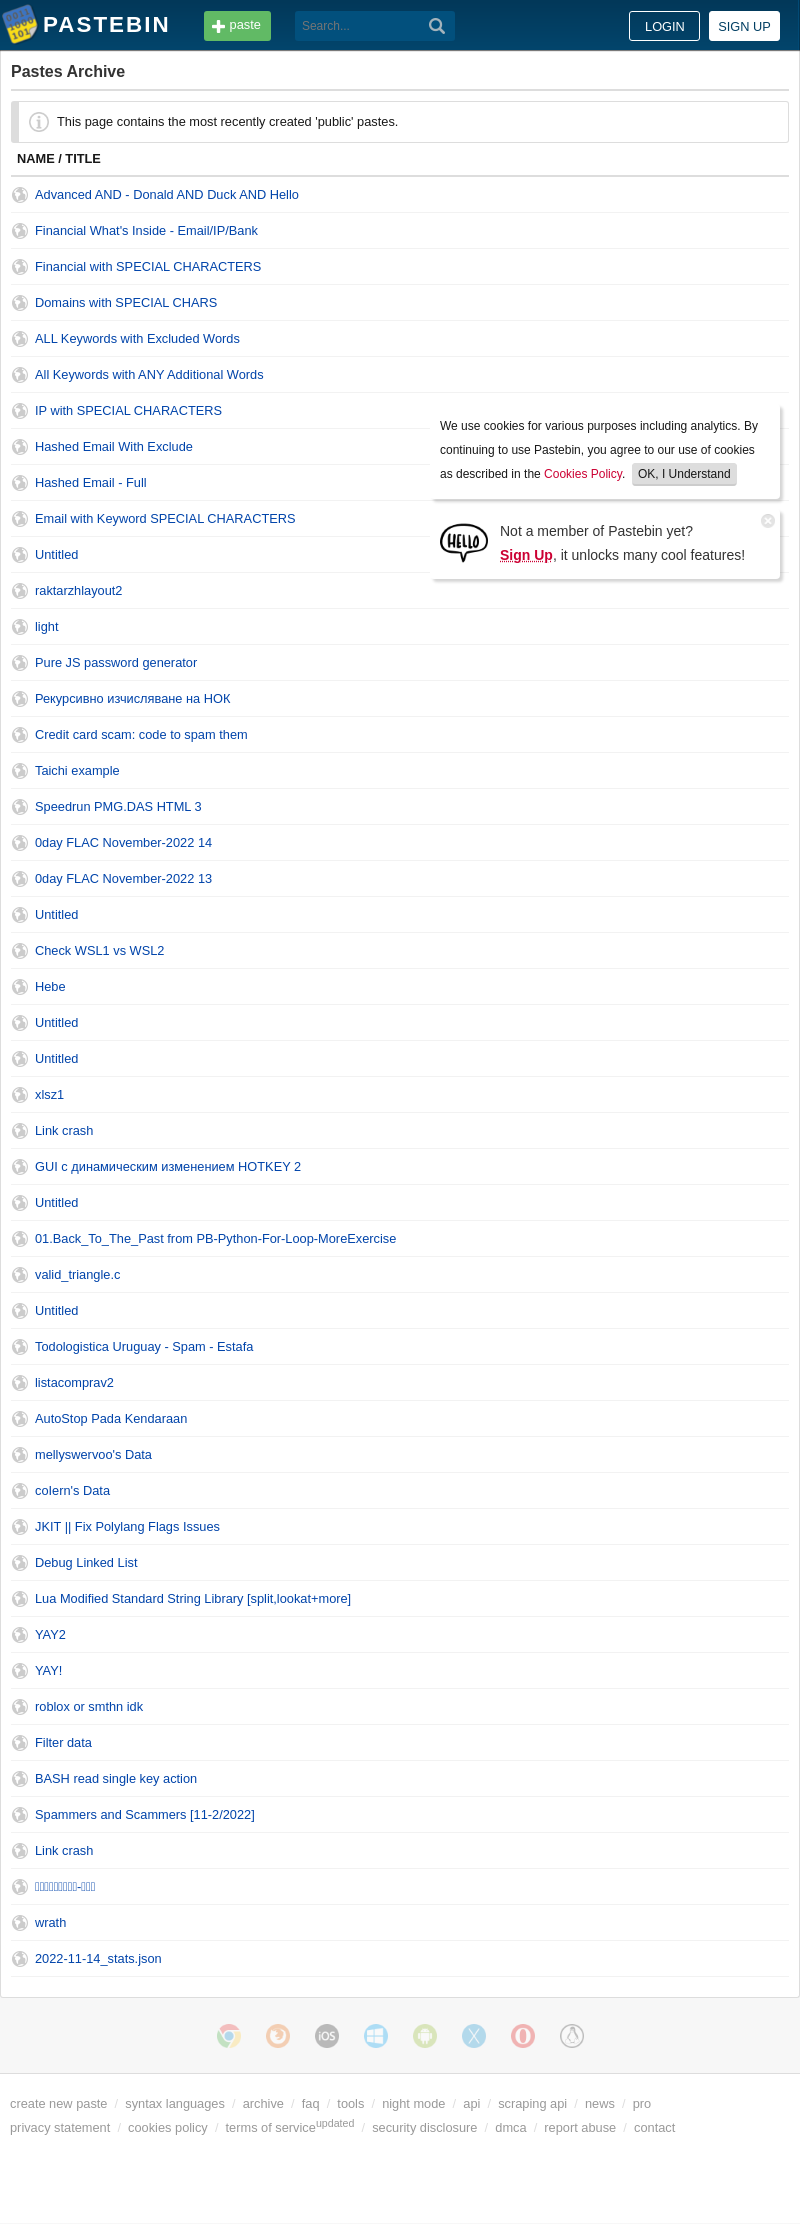 PASTEBIN
paste
Search...
LOGIN
SIGN UP
Pastes Archive
This page contains the most recently created 'public' pastes.
NAME / TITLE
Advanced AND - Donald AND Duck AND Hello
Financial What's Inside - Email/IP/Bank
Financial with SPECIAL CHARACTERS
Domains with SPECIAL CHARS
ALL Keywords with Excluded Words
All Keywords with ANY Additional Words
IP with SPECIAL CHARACTERS
Hashed Email With Exclude
Hashed Email - Full
Email with Keyword SPECIAL CHARACTERS
Untitled
We use cookies for various purposes including analytics. By
continuing to use Pastebin, you agree to our use of cookies
as described in the Cookies Policy. OK, I Understand
HELLO
Not a member of Pastebin yet?
Sign Up, it unlocks many cool features!
raktarzhlayout2
light
Pure JS password generator
Рекурсивно изчисляване на НОК
Credit card scam: code to spam them
Taichi example
Speedrun PMG.DAS HTML 3
0day FLAC November-2022 14
0day FLAC November-2022 13
Untitled
Check WSL1 vs WSL2
Hebe
Untitled
Untitled
xlsz1
Link crash
GUI с динамическим изменением HOTKEY 2
Untitled
01.Back_To_The_Past from PB-Python-For-Loop-MoreExercise
valid_triangle.c
Untitled
Todologistica Uruguay - Spam - Estafa
listacomprav2
AutoStop Pada Kendaraan
mellyswervoo's Data
colern's Data
JKIT || Fix Polylang Flags Issues
Debug Linked List
Lua Modified Standard String Library [split,lookat+more]
YAY2
YAY!
roblox or smthn idk
Filter data
BASH read single key action
Spammers and Scammers [11-2/2022]
Link crash
wrath
2022-11-14_stats.json
iOS
create new paste / syntax languages / archive / faq / tools / night mode / api / scraping api / news / pro
privacy statement / cookies policy / terms of service updated / security disclosure / dmca / report abuse / contact